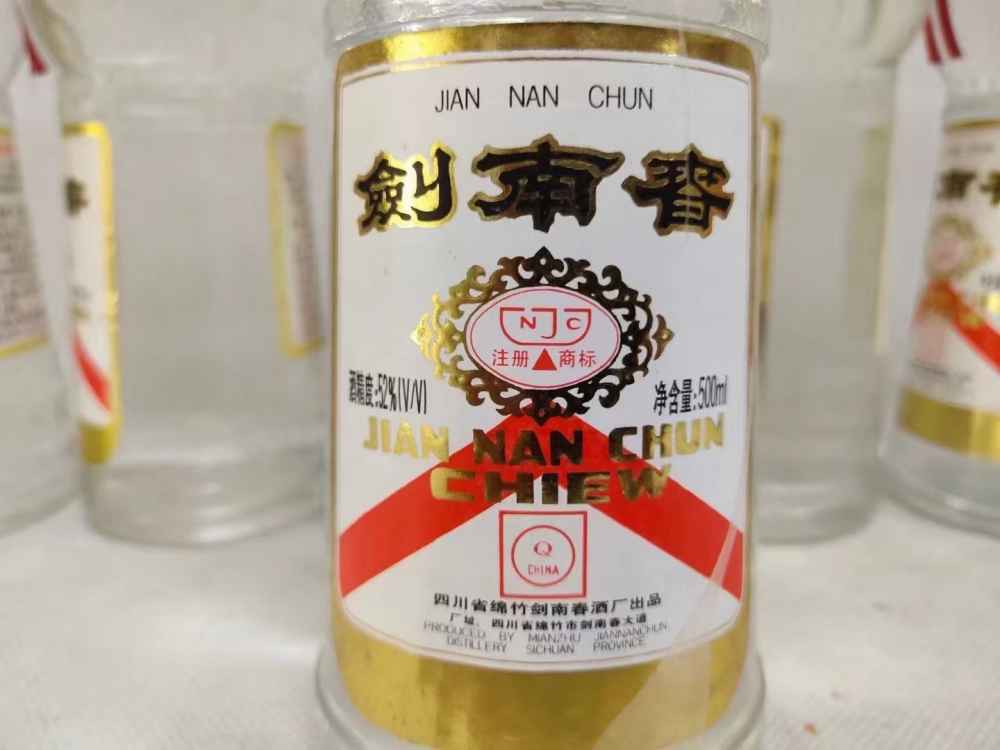 JIAN NAN CHUN
劍南春
NJC
注册 商标
酒精度:52%(V/V)
净含量:500ml
JIAN NAN CHUN
CHIEW
Q
CHINA
四川省绵竹剑南春酒厂出品
厂址、四川省绵竹市剑南春大道
PRODUCED BY MIANZHU JIANNANCHUN
DISTILLERY SICHUAN PROVINCE